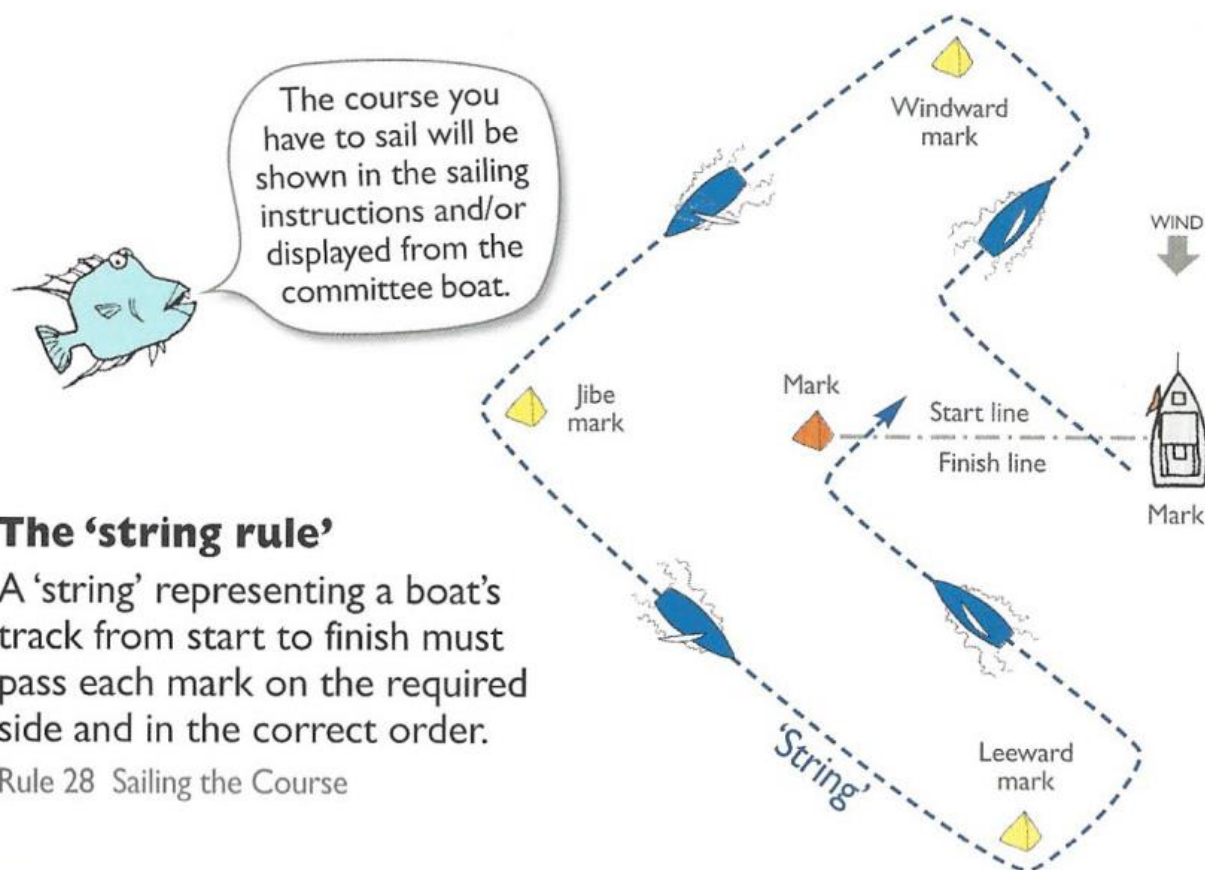 The course you
have to sail will be
shown in the sailing
instructions and/or
displayed from the
committee boat.
Windward
mark
WIND
Jibe
mark
Mark
Start line
Finish line
Mark
The ‘string rule’
A ‘string’ representing a boat’s
track from start to finish must
pass each mark on the required
side and in the correct order.
Rule 28 Sailing the Course
‘String’
Leeward
mark